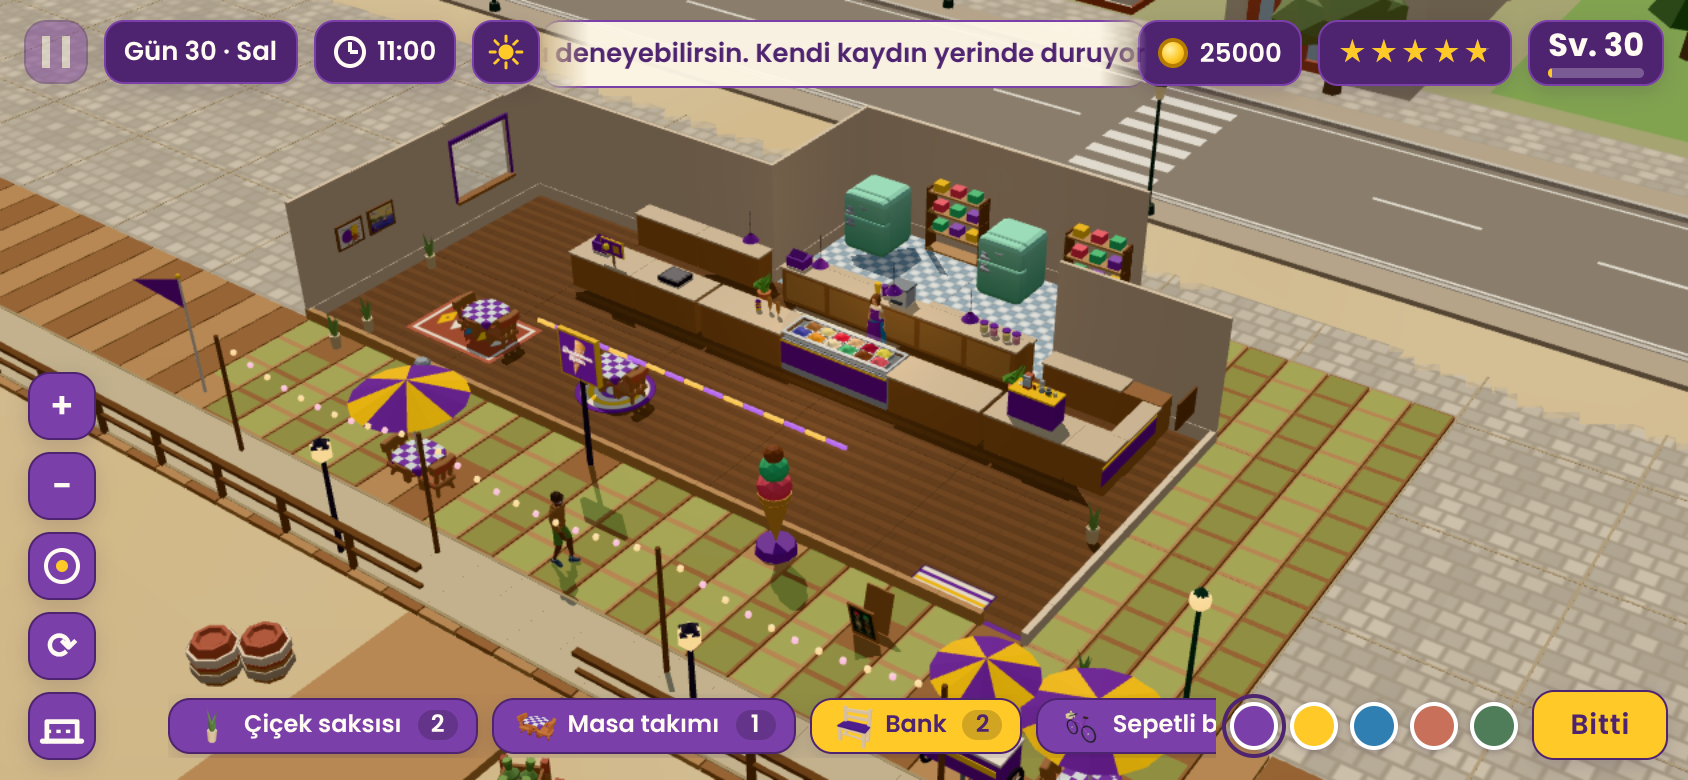 Gün 30 · Sal
11:00
deneyebilirsin. Kendi kaydın yerinde duruyor
25000
Sv. 30
Çiçek saksısı 2
Masa takımı 1
Bank 2
Sepetli b
Bitti